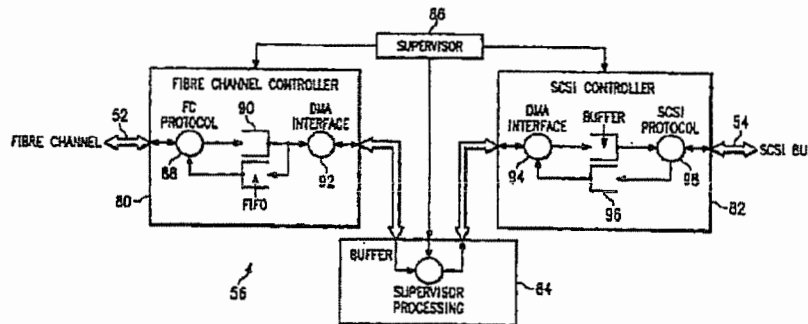 86
SUPERVISOR
FIBRE CHANNEL CONTROLLER
SCSI CONTROLLER
FC PROTOCOL
90
DMA INTERFACE
DMA INTERFACE
BUFFER
SCSI PROTOCOL
52
54
FIBRE CHANNEL
SCSI BU
88
92
94
98
A
FIFO
96
80
82
BUFFER
84
SUPERVISOR PROCESSING
56